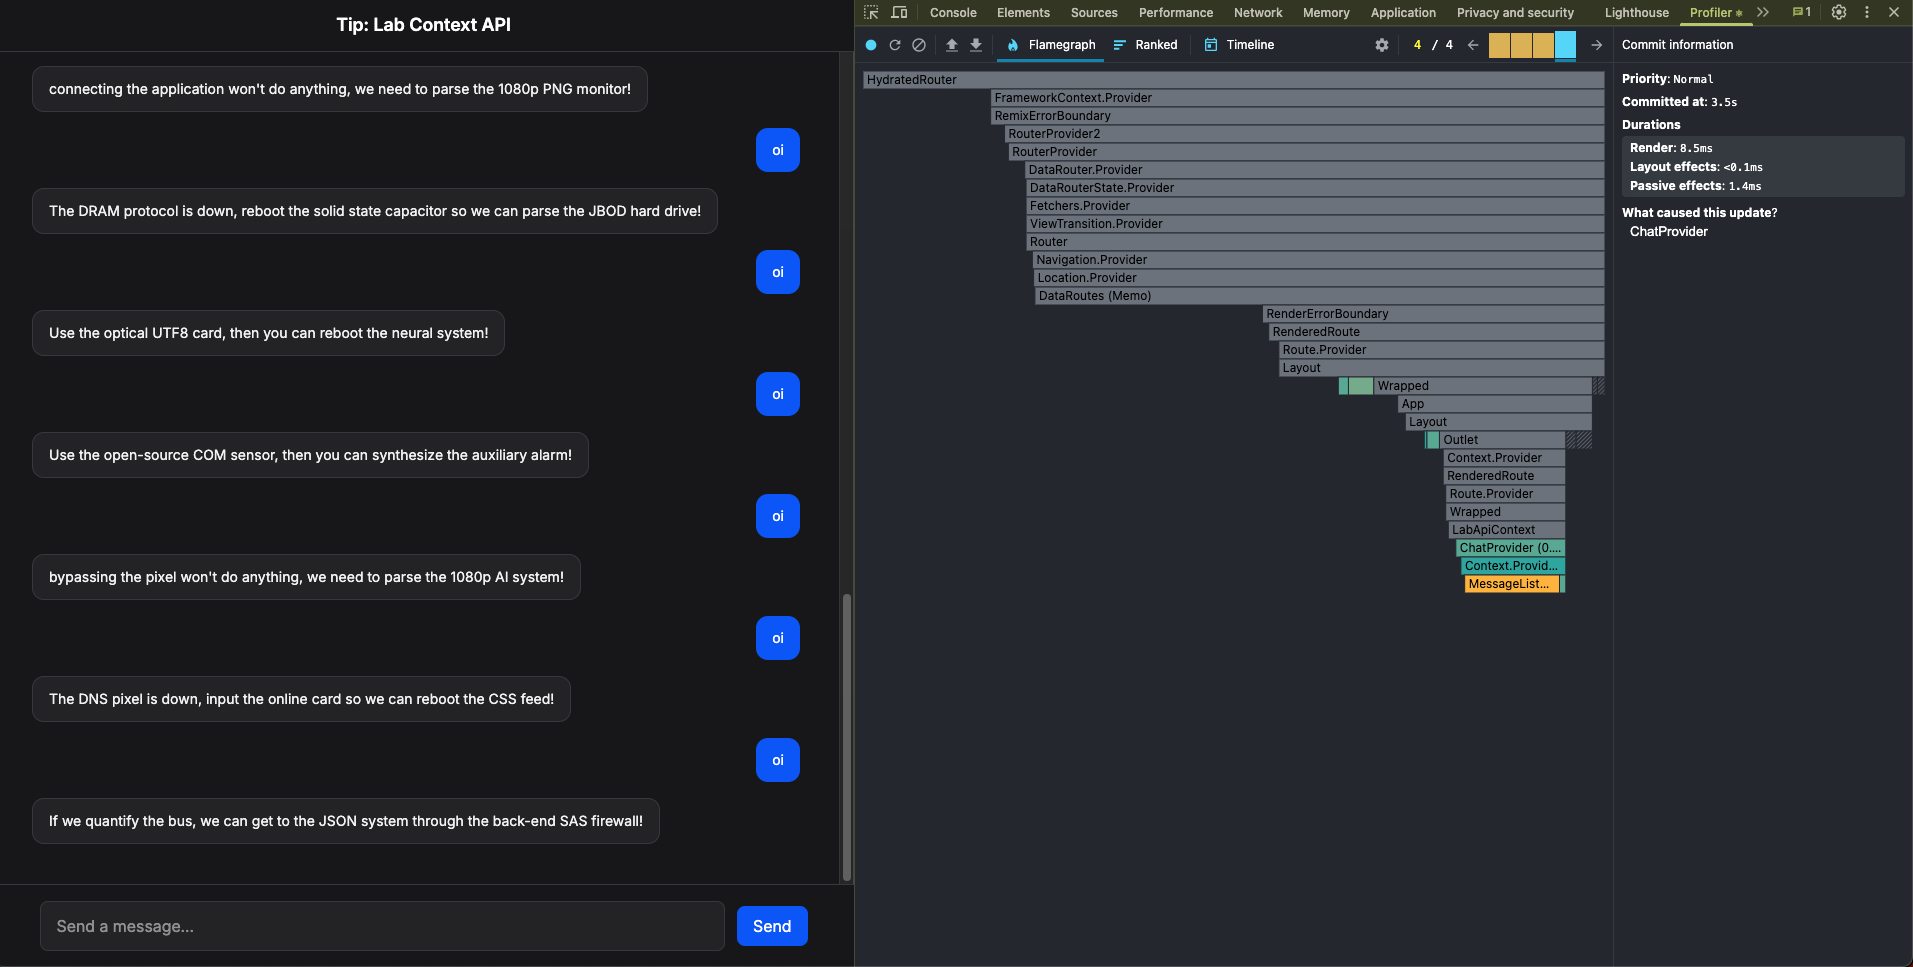 Tip: Lab Context API
connecting the application won't do anything, we need to parse the 1080p PNG monitor!
oi
The DRAM protocol is down, reboot the solid state capacitor so we can parse the JBOD hard drive!
oi
Use the optical UTF8 card, then you can reboot the neural system!
oi
Use the open-source COM sensor, then you can synthesize the auxiliary alarm!
oi
bypassing the pixel won't do anything, we need to parse the 1080p AI system!
oi
The DNS pixel is down, input the online card so we can reboot the CSS feed!
oi
If we quantify the bus, we can get to the JSON system through the back-end SAS firewall!
Send a message...
Send
Console Elements Sources Performance Network Memory Application Privacy and security Lighthouse Profiler 1
Flamegraph Ranked Timeline 4 / 4
HydratedRouter
FrameworkContext.Provider
RemixErrorBoundary
RouterProvider2
RouterProvider
DataRouter.Provider
DataRouterState.Provider
Fetchers.Provider
ViewTransition.Provider
Router
Navigation.Provider
Location.Provider
DataRoutes (Memo)
RenderErrorBoundary
RenderedRoute
Route.Provider
Layout
Wrapped
App
Layout
Outlet
Context.Provider
RenderedRoute
Route.Provider
Wrapped
LabApiContext
ChatProvider (0....
Context.Provid...
MessageList...
Commit information
Priority: Normal
Committed at: 3.5s
Durations
Render: 8.5ms
Layout effects: <0.1ms
Passive effects: 1.4ms
What caused this update?
ChatProvider